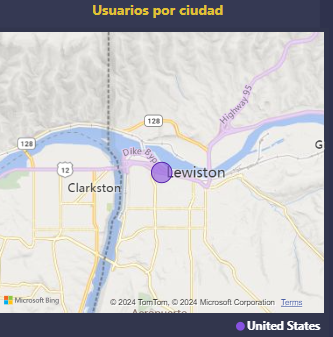 Usuarios por ciudad
Highway 95
128
128
Dike Byp
G
12
Lewiston
Clarkston
Microsoft Bing
© 2024 TomTom, © 2024 Microsoft Corporation Terms
Aeropuerto
United States